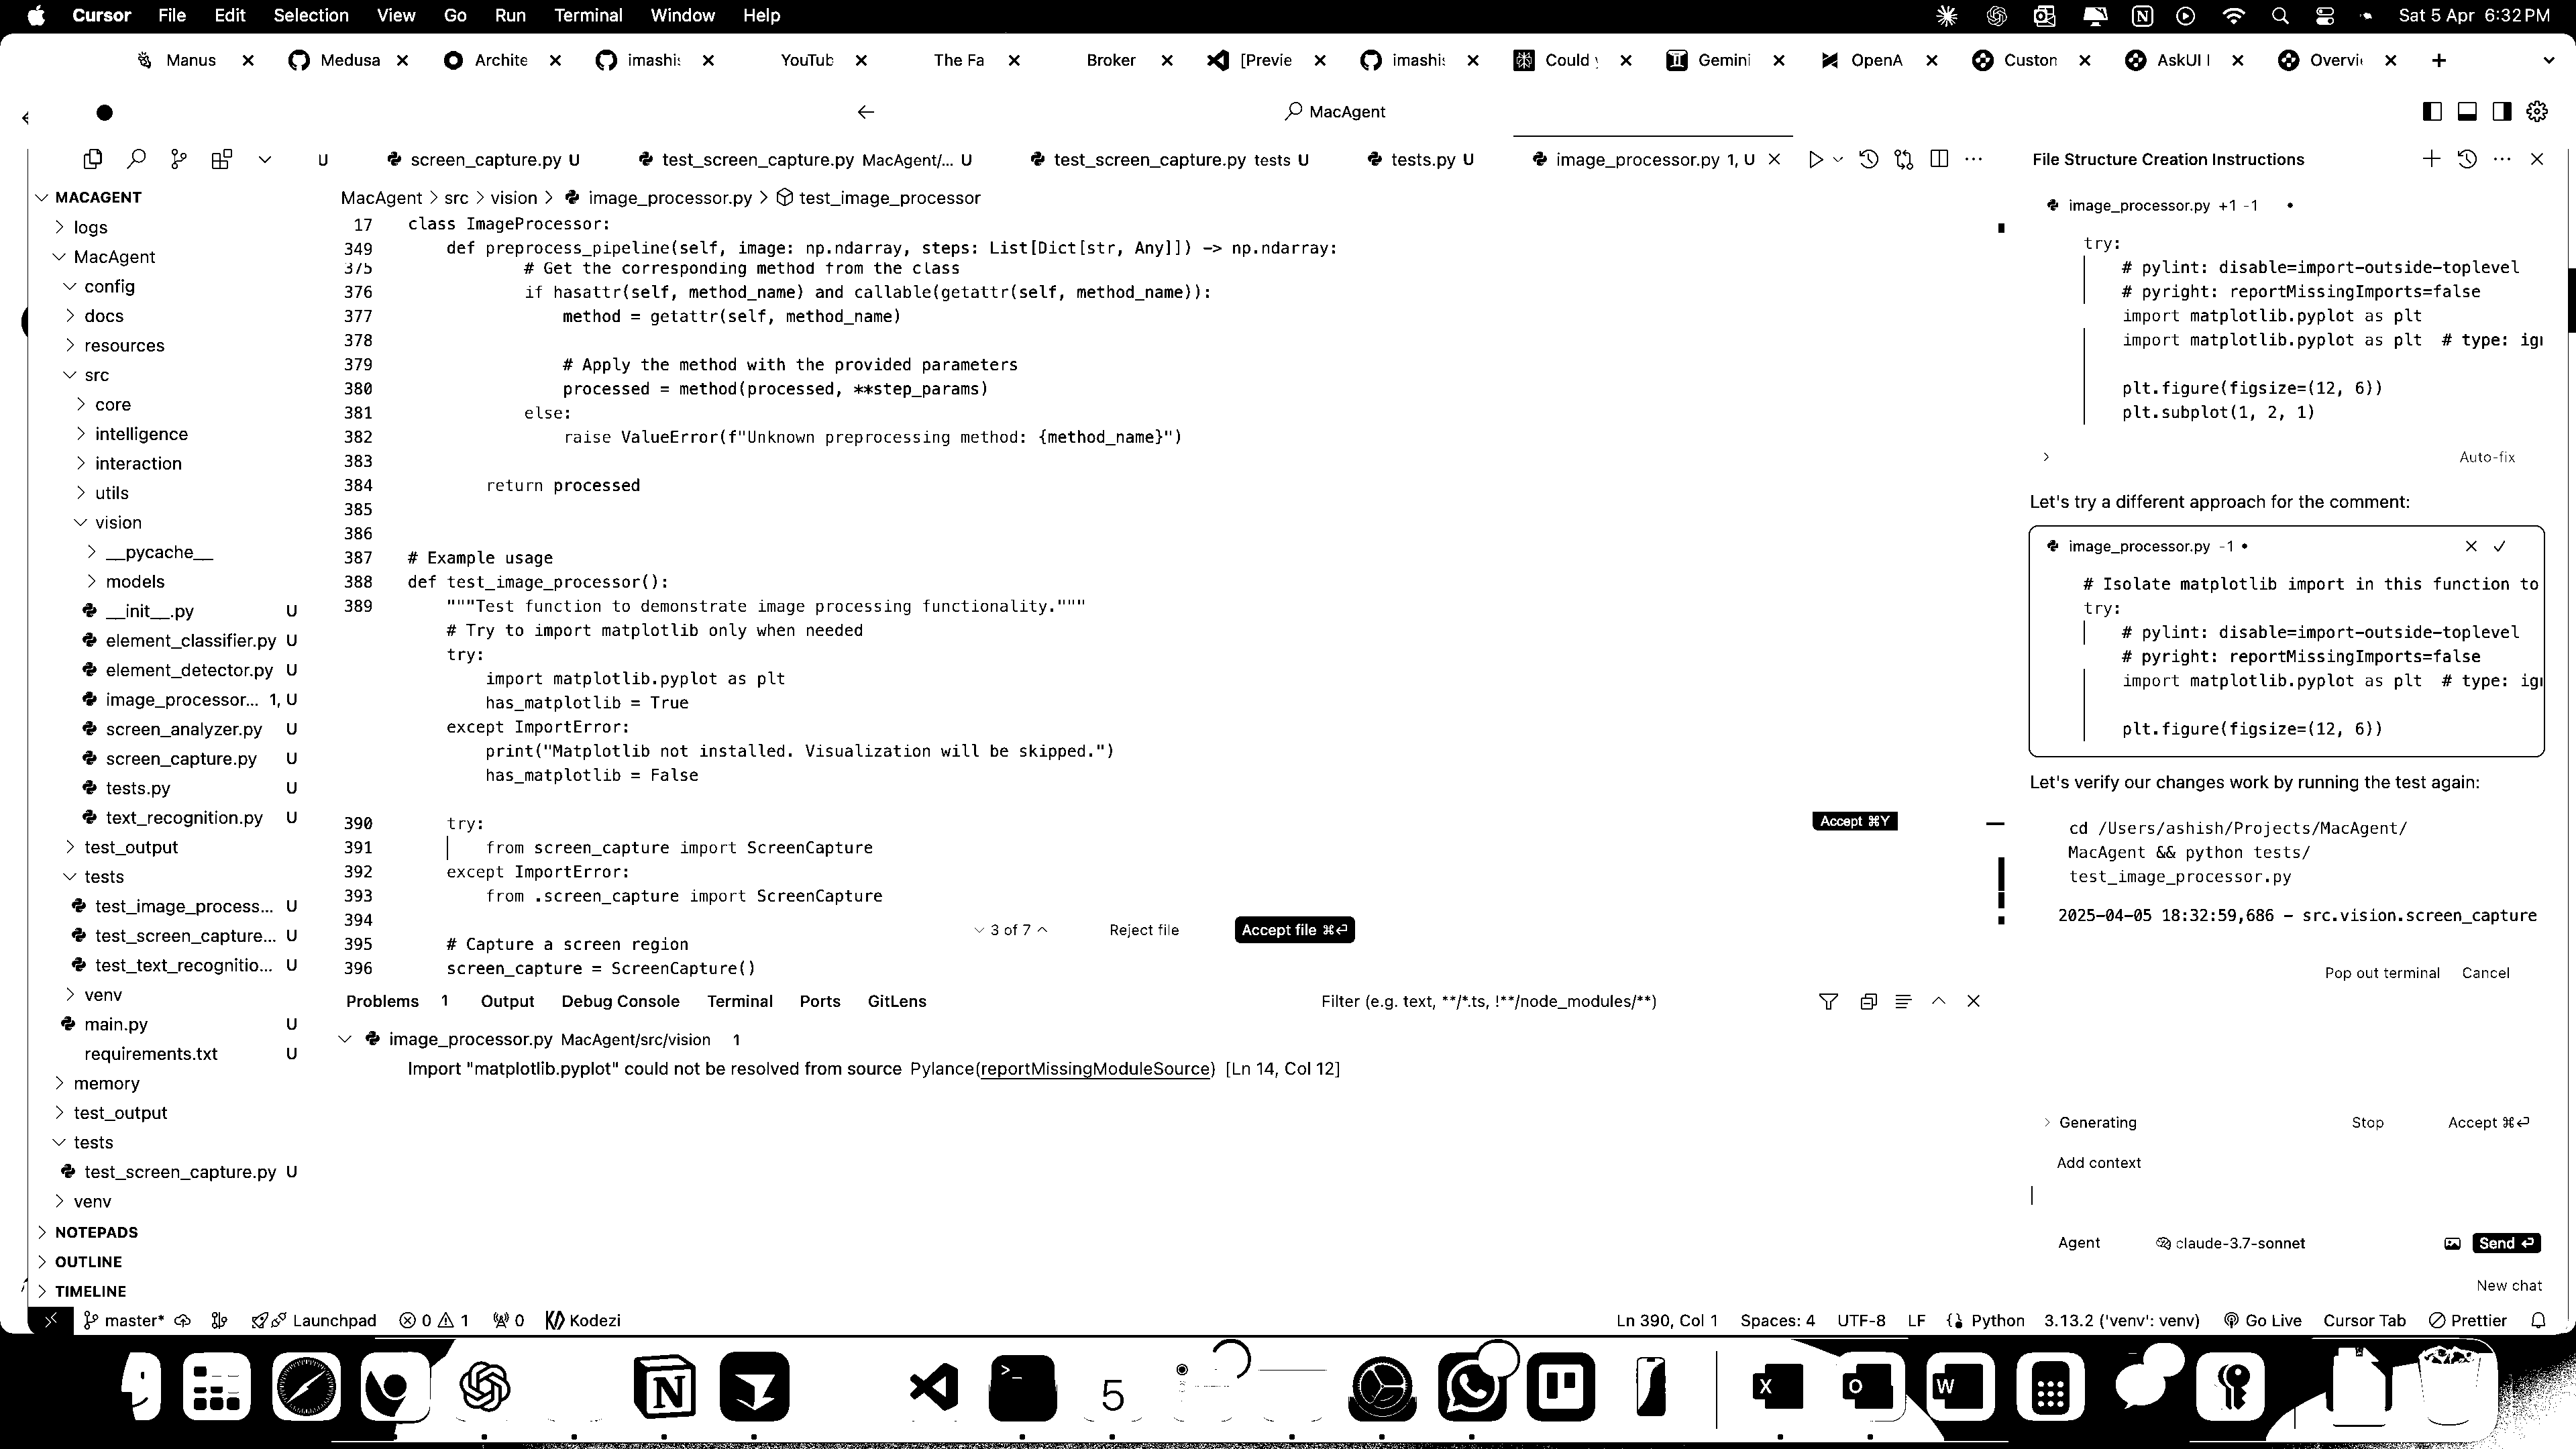 Cursor File Edit Selection View Go Run Terminal Window Help
Sat 5 Apr 6:32 PM
Manus Medusa Archite imashi YouTub The Fa Broker [Previe imashi Could Gemini OpenA Custon AskUI Overvi
MacAgent
U screen_capture.py U test_screen_capture.py MacAgent/... U test_screen_capture.py tests U tests.py U image_processor.py 1, U
MACAGENT
logs
MacAgent
config
docs
resources
src
core
intelligence
interaction
utils
vision
__pycache__
models
__init__.py U
element_classifier.py U
element_detector.py U
image_processor... 1, U
screen_analyzer.py U
screen_capture.py U
tests.py U
text_recognition.py U
test_output
tests
test_image_process... U
test_screen_capture... U
test_text_recognitio... U
venv
main.py U
requirements.txt U
memory
test_output
tests
test_screen_capture.py U
venv
NOTEPADS
OUTLINE
TIMELINE
MacAgent > src > vision > image_processor.py > test_image_processor
17 class ImageProcessor:
349 def preprocess_pipeline(self, image: np.ndarray, steps: List[Dict[str, Any]]) -> np.ndarray:
375 # Get the corresponding method from the class
376 if hasattr(self, method_name) and callable(getattr(self, method_name)):
377 method = getattr(self, method_name)
378
379 # Apply the method with the provided parameters
380 processed = method(processed, **step_params)
381 else:
382 raise ValueError(f"Unknown preprocessing method: {method_name}")
383
384 return processed
385
386
387 # Example usage
388 def test_image_processor():
389 """Test function to demonstrate image processing functionality."""
# Try to import matplotlib only when needed
try:
import matplotlib.pyplot as plt
has_matplotlib = True
except ImportError:
print("Matplotlib not installed. Visualization will be skipped.")
has_matplotlib = False
390 try:
Accept ⌘Y
391 from screen_capture import ScreenCapture
392 except ImportError:
393 from .screen_capture import ScreenCapture
394
3 of 7 Reject file Accept file ⌘⏎
395 # Capture a screen region
396 screen_capture = ScreenCapture()
Problems 1 Output Debug Console Terminal Ports GitLens
Filter (e.g. text, **/*.ts, !**/node_modules/**)
image_processor.py MacAgent/src/vision 1
Import "matplotlib.pyplot" could not be resolved from source Pylance(reportMissingModuleSource) [Ln 14, Col 12]
File Structure Creation Instructions
image_processor.py +1 -1
try:
# pylint: disable=import-outside-toplevel
# pyright: reportMissingImports=false
import matplotlib.pyplot as plt
import matplotlib.pyplot as plt # type: ig
plt.figure(figsize=(12, 6))
plt.subplot(1, 2, 1)
Auto-fix
Let's try a different approach for the comment:
image_processor.py -1
# Isolate matplotlib import in this function to
try:
# pylint: disable=import-outside-toplevel
# pyright: reportMissingImports=false
import matplotlib.pyplot as plt # type: ig
plt.figure(figsize=(12, 6))
Let's verify our changes work by running the test again:
cd /Users/ashish/Projects/MacAgent/
MacAgent && python tests/
test_image_processor.py
2025-04-05 18:32:59,686 - src.vision.screen_capture
Pop out terminal Cancel
Generating Stop Accept ⌘⏎
Add context
Agent claude-3.7-sonnet Send ⏎
New chat
master* Launchpad 0 1 0 Kodezi
Ln 390, Col 1 Spaces: 4 UTF-8 LF Python 3.13.2 ('venv': venv) Go Live Cursor Tab Prettier
5
X O W